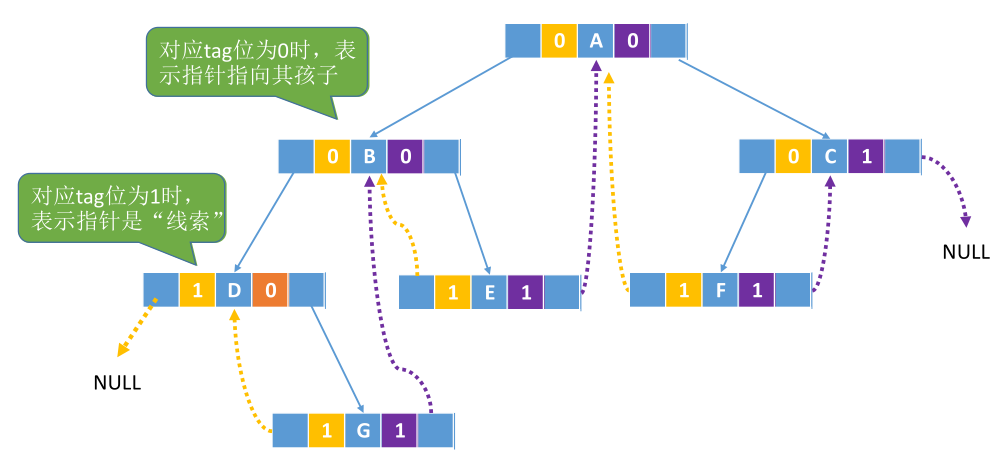 对应tag位为0时，表
示指针指向其孩子
0 A 0
0 B 0
0 C 1
对应tag位为1时，
表示指针是“线索”
NULL
1 D 0
1 E 1
1 F 1
NULL
1 G 1